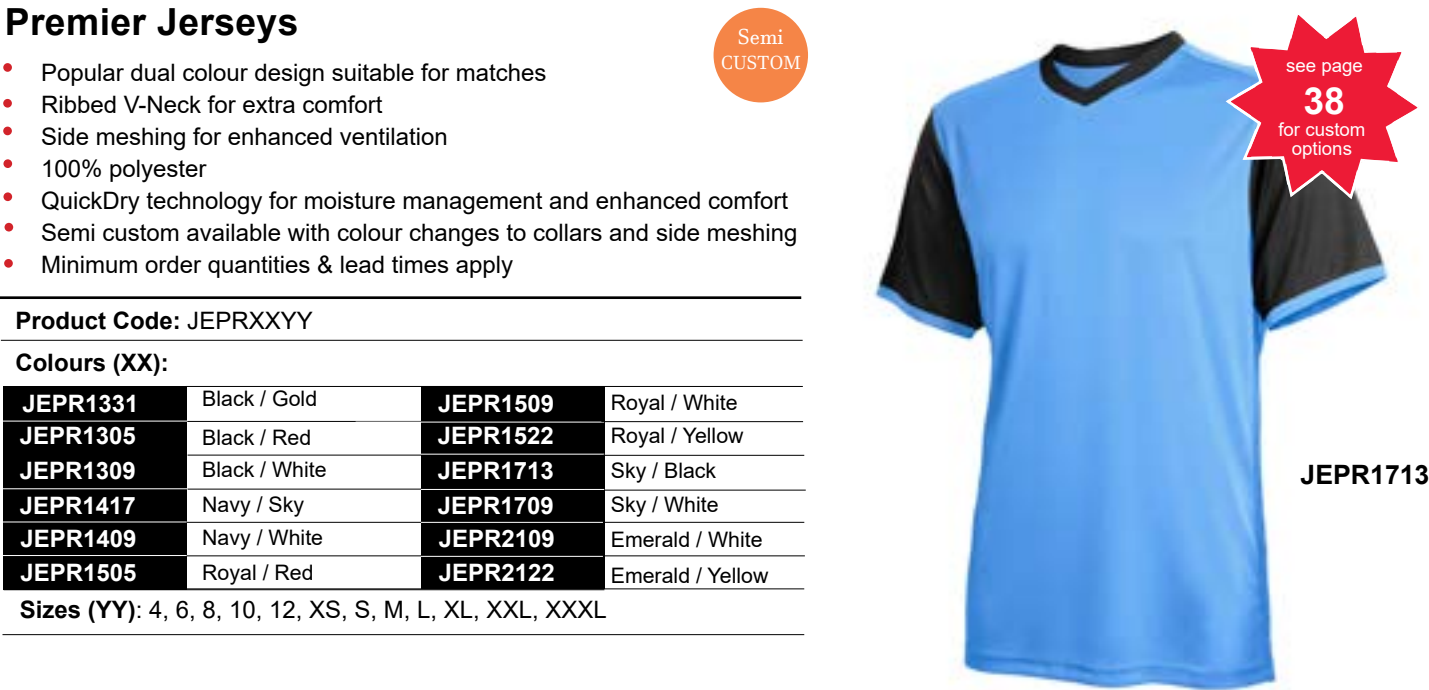 Premier Jerseys
Semi
CUSTOM
• Popular dual colour design suitable for matches
• Ribbed V-Neck for extra comfort
• Side meshing for enhanced ventilation
• 100% polyester
• QuickDry technology for moisture management and enhanced comfort
• Semi custom available with colour changes to collars and side meshing
• Minimum order quantities & lead times apply
Product Code: JEPRXXYY
Colours (XX):
JEPR1331 Black / Gold JEPR1509 Royal / White
JEPR1305 Black / Red JEPR1522 Royal / Yellow
JEPR1309 Black / White JEPR1713 Sky / Black
JEPR1417 Navy / Sky JEPR1709 Sky / White
JEPR1409 Navy / White JEPR2109 Emerald / White
JEPR1505 Royal / Red JEPR2122 Emerald / Yellow
Sizes (YY): 4, 6, 8, 10, 12, XS, S, M, L, XL, XXL, XXXL
see page
38
for custom
options
JEPR1713